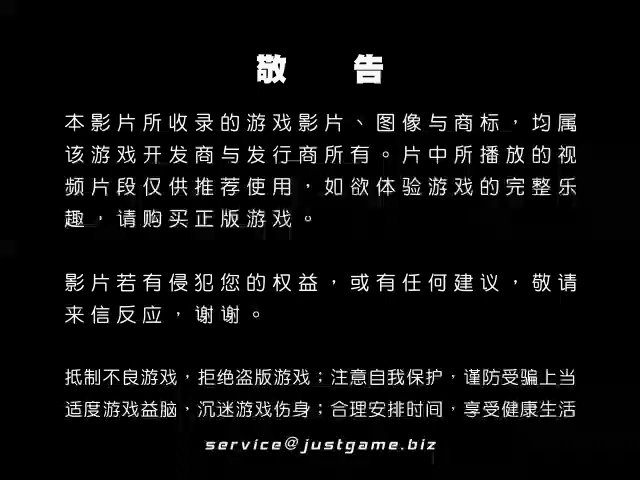 敬 告
本影片所收录的游戏影片、图像与商标，均属
该游戏开发商与发行商所有。片中所播放的视
频片段仅供推荐使用，如欲体验游戏的完整乐
趣，请购买正版游戏。
影片若有侵犯您的权益，或有任何建议，敬请
来信反应，谢谢。
抵制不良游戏，拒绝盗版游戏；注意自我保护，谨防受骗上当
适度游戏益脑，沉迷游戏伤身；合理安排时间，享受健康生活
service@justgame.biz